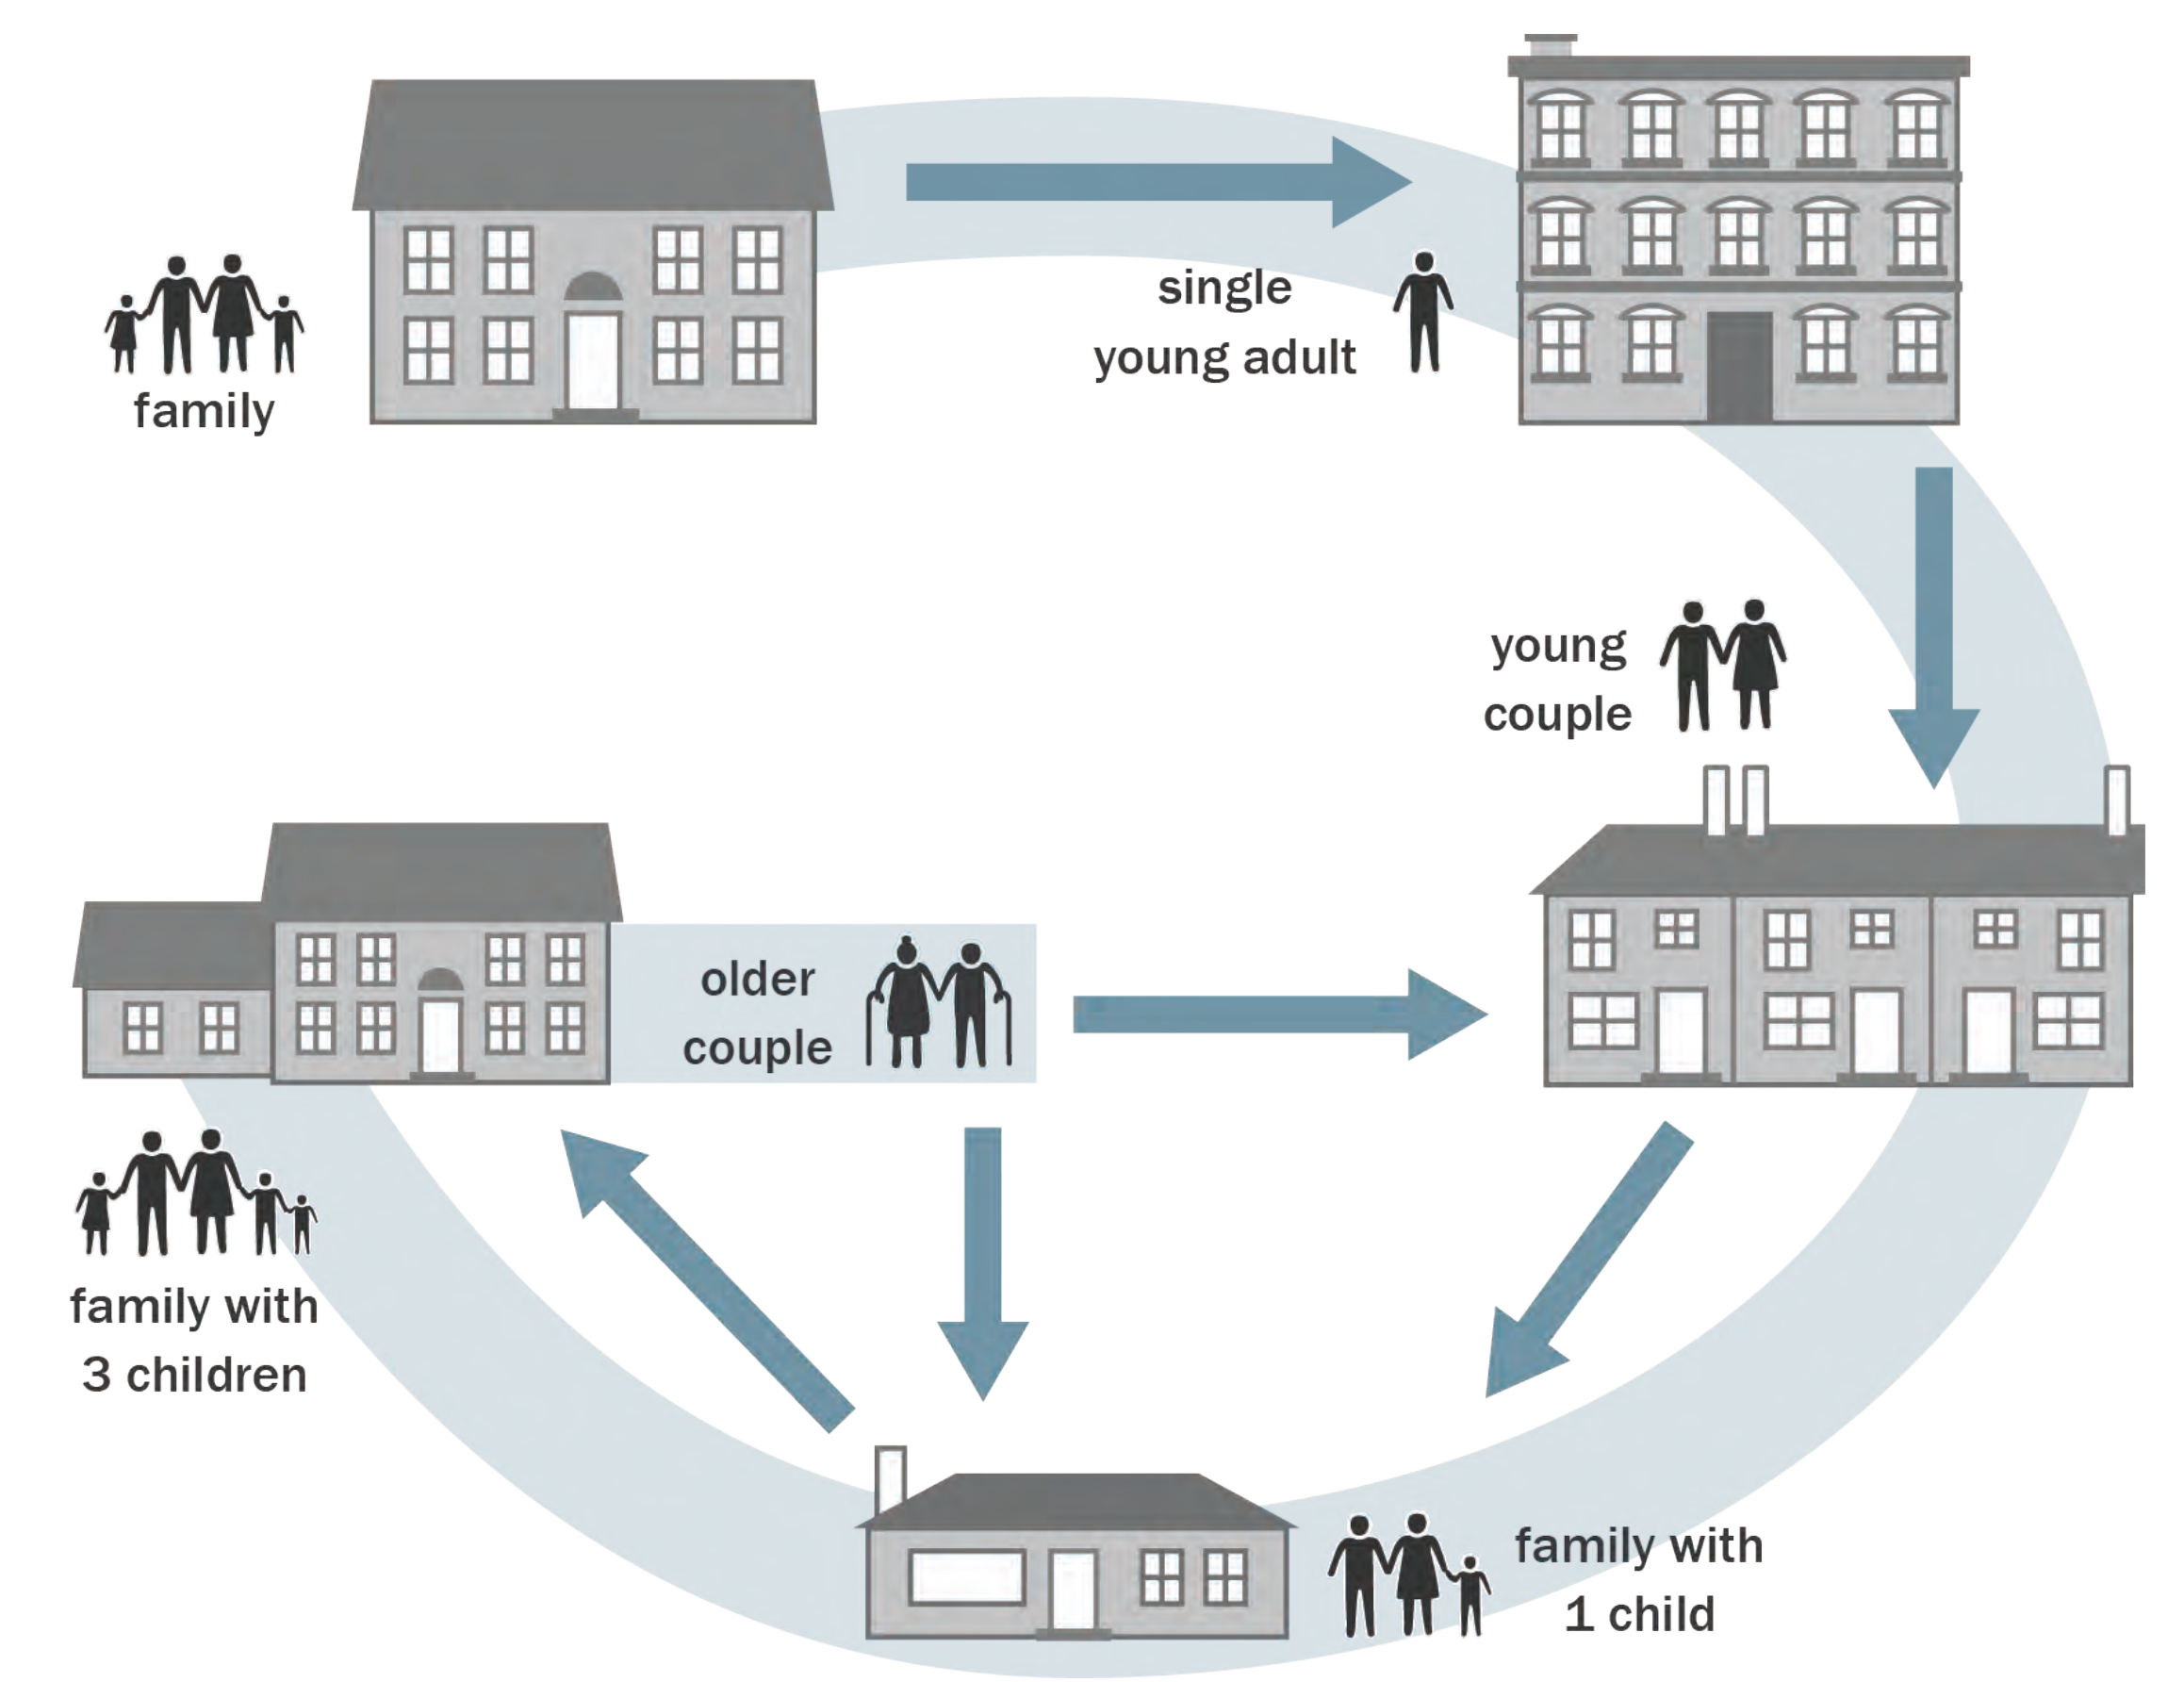 family
single
young adult
young
couple
older
couple
family with
3 children
family with
1 child